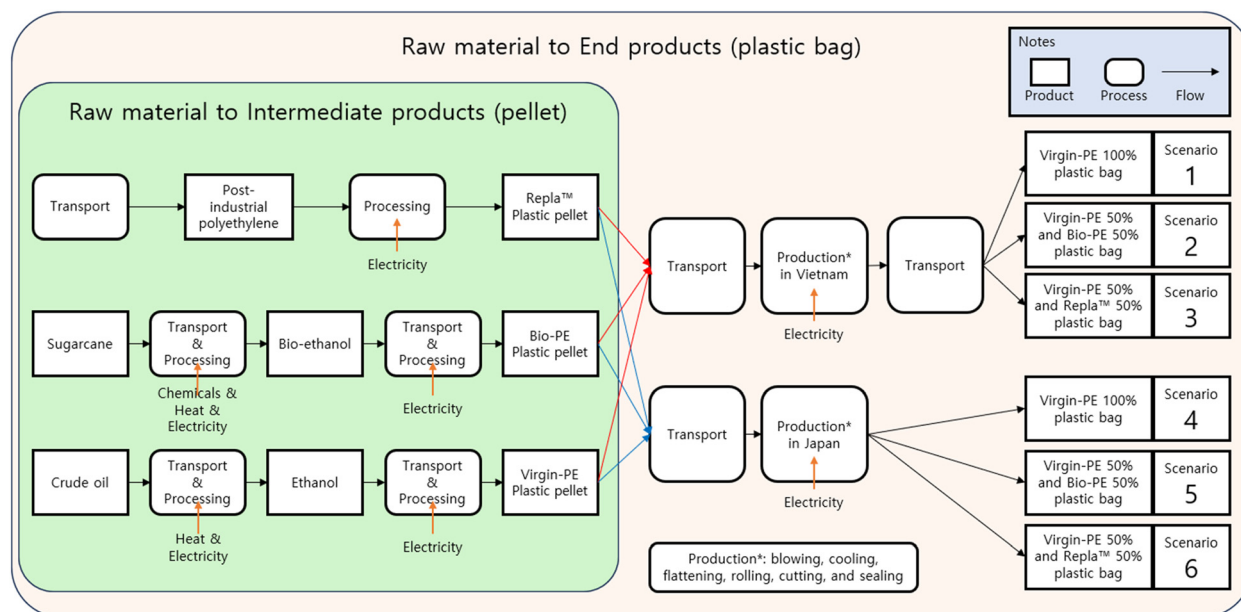 Raw material to End products (plastic bag)
Notes
Product
Process
Flow
Raw material to Intermediate products (pellet)
Transport
Post-
industrial
polyethylene
Processing
Electricity
Repla™
Plastic pellet
Sugarcane
Transport
&
Processing
Chemicals &
Heat &
Electricity
Bio-ethanol
Transport
&
Processing
Electricity
Bio-PE
Plastic pellet
Crude oil
Transport
&
Processing
Heat &
Electricity
Ethanol
Transport
&
Processing
Electricity
Virgin-PE
Plastic pellet
Transport
Production*
in Vietnam
Electricity
Transport
Virgin-PE 100%
plastic bag
Scenario
1
Virgin-PE 50%
and Bio-PE 50%
plastic bag
Scenario
2
Virgin-PE 50%
and Repla™ 50%
plastic bag
Scenario
3
Transport
Production*
in Japan
Electricity
Virgin-PE 100%
plastic bag
Scenario
4
Virgin-PE 50%
and Bio-PE 50%
plastic bag
Scenario
5
Virgin-PE 50%
and Repla™ 50%
plastic bag
Scenario
6
Production*: blowing, cooling,
flattening, rolling, cutting, and sealing